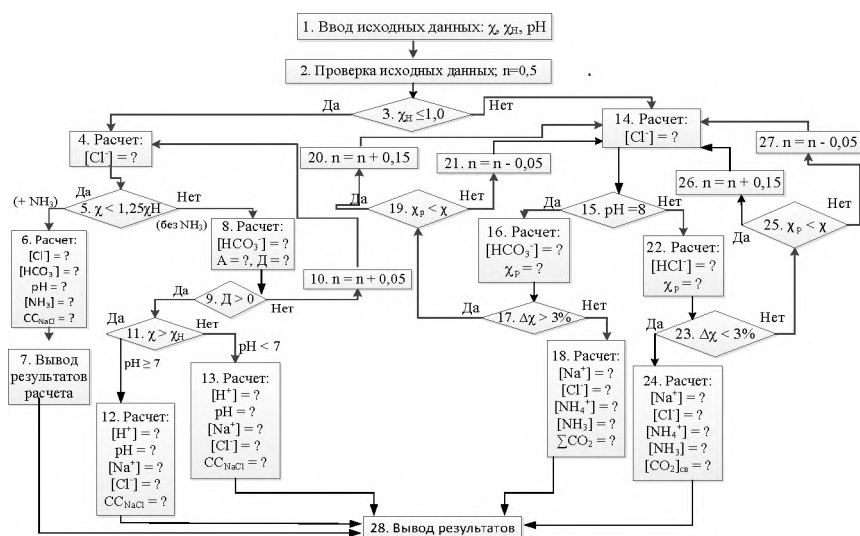 1. Ввод исходных данных: χ, χН, pH
2. Проверка исходных данных; n=0,5
3. χН ≤1,0
Да
Нет
4. Расчет:
[Cl⁻] = ?
5. χ < 1,25χН
Да
(+ NH₃)
Нет
(без NH₃)
6. Расчет:
[Cl⁻] = ?
[HCO₃⁻] = ?
pH = ?
[NH₃] = ?
CCNaCl = ?
7. Вывод
результатов
расчета
8. Расчет:
[HCO₃⁻] = ?
А = ?, Д = ?
9. Д > 0
Да
Нет
10. n = n + 0,05
11. χ > χН
Да
Нет
pH ≥ 7
pH < 7
12. Расчет:
[H⁺] = ?
pH = ?
[Na⁺] = ?
[Cl⁻] = ?
CCNaCl = ?
13. Расчет:
[H⁺] = ?
pH = ?
[Na⁺] = ?
[Cl⁻] = ?
CCNaCl = ?
14. Расчет:
[Cl⁻] = ?
15. pH =8
Да
Нет
16. Расчет:
[HCO₃⁻] = ?
χр = ?
17. Δχ > 3%
Да
Нет
18. Расчет:
[Na⁺] = ?
[Cl⁻] = ?
[NH₄⁺] = ?
[NH₃] = ?
∑CO₂ = ?
19. χр < χ
Да
Нет
20. n = n + 0,15
21. n = n - 0,05
22. Расчет:
[HCl⁻] = ?
χр = ?
23. Δχ < 3%
Да
Нет
24. Расчет:
[Na⁺] = ?
[Cl⁻] = ?
[NH₄⁺] = ?
[NH₃] = ?
[CO₂]св = ?
25. χр < χ
Да
Нет
26. n = n + 0,15
27. n = n - 0,05
28. Вывод результатов